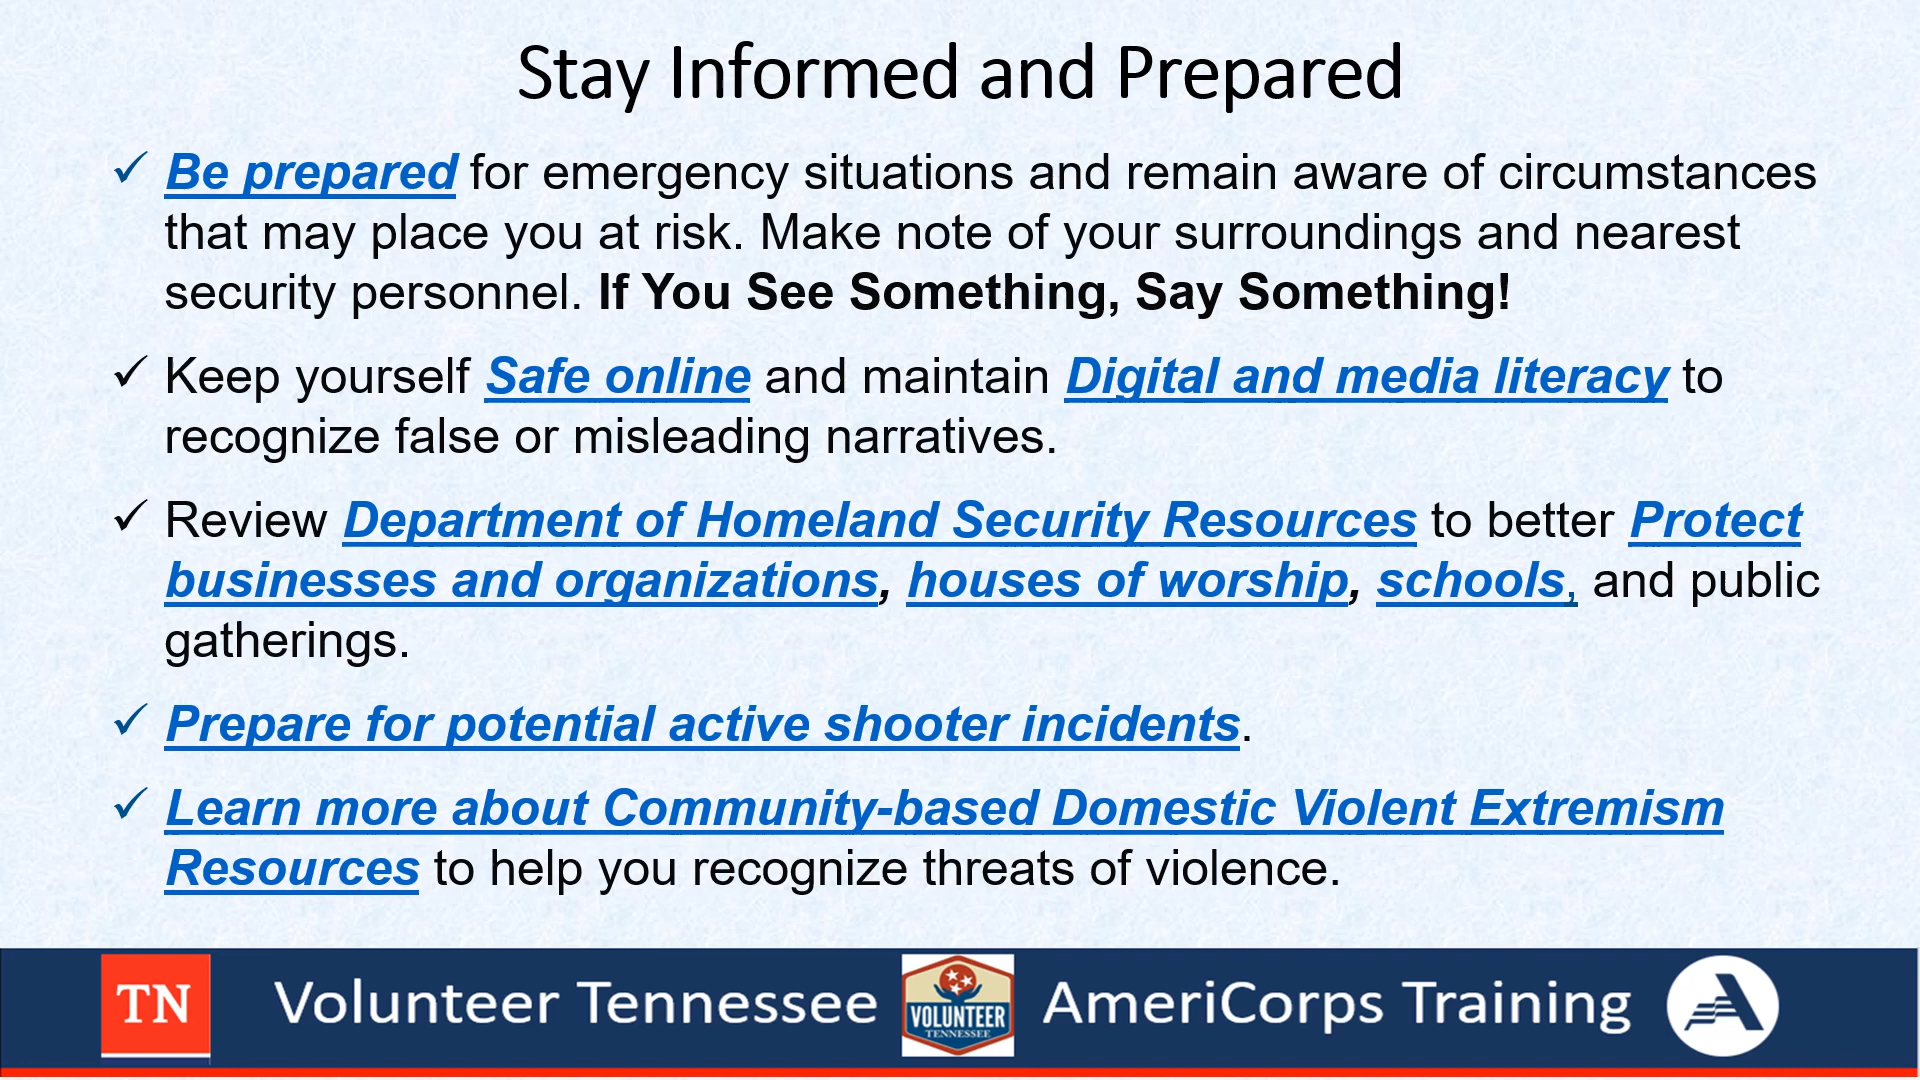 Stay Informed and Prepared
✓ Be prepared for emergency situations and remain aware of circumstances
that may place you at risk. Make note of your surroundings and nearest
security personnel. If You See Something, Say Something!
✓ Keep yourself Safe online and maintain Digital and media literacy to
recognize false or misleading narratives.
✓ Review Department of Homeland Security Resources to better Protect
businesses and organizations, houses of worship, schools, and public
gatherings.
✓ Prepare for potential active shooter incidents.
✓ Learn more about Community-based Domestic Violent Extremism
Resources to help you recognize threats of violence.
TN Volunteer Tennessee
VOLUNTEER
TENNESSEE
AmeriCorps Training